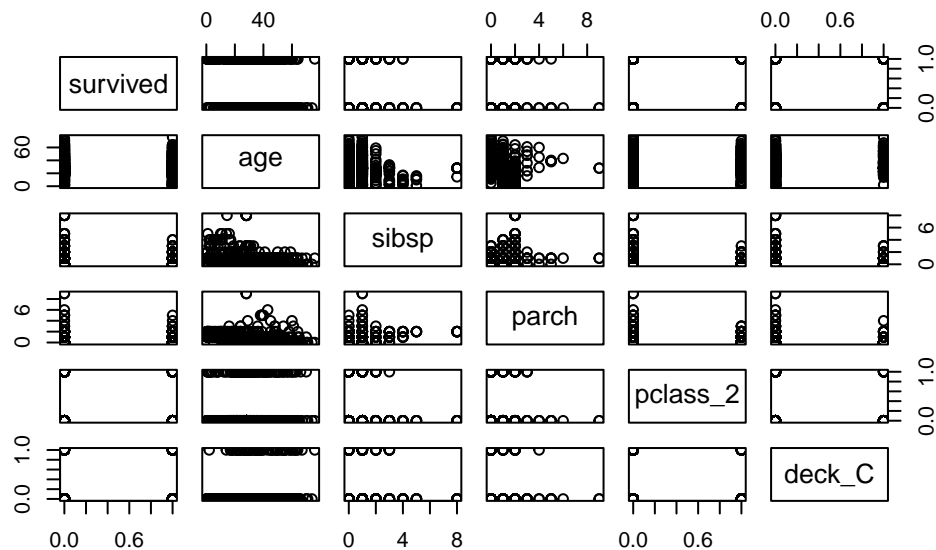 0 40 0 4 8 0.0 0.6
survived 0.0 1.0
0 60 age
sibsp 0 6
0 6 parch
pclass_2 0.0 1.0
0.0 1.0 deck_C
0.0 0.6 0 4 8 0.0 0.6